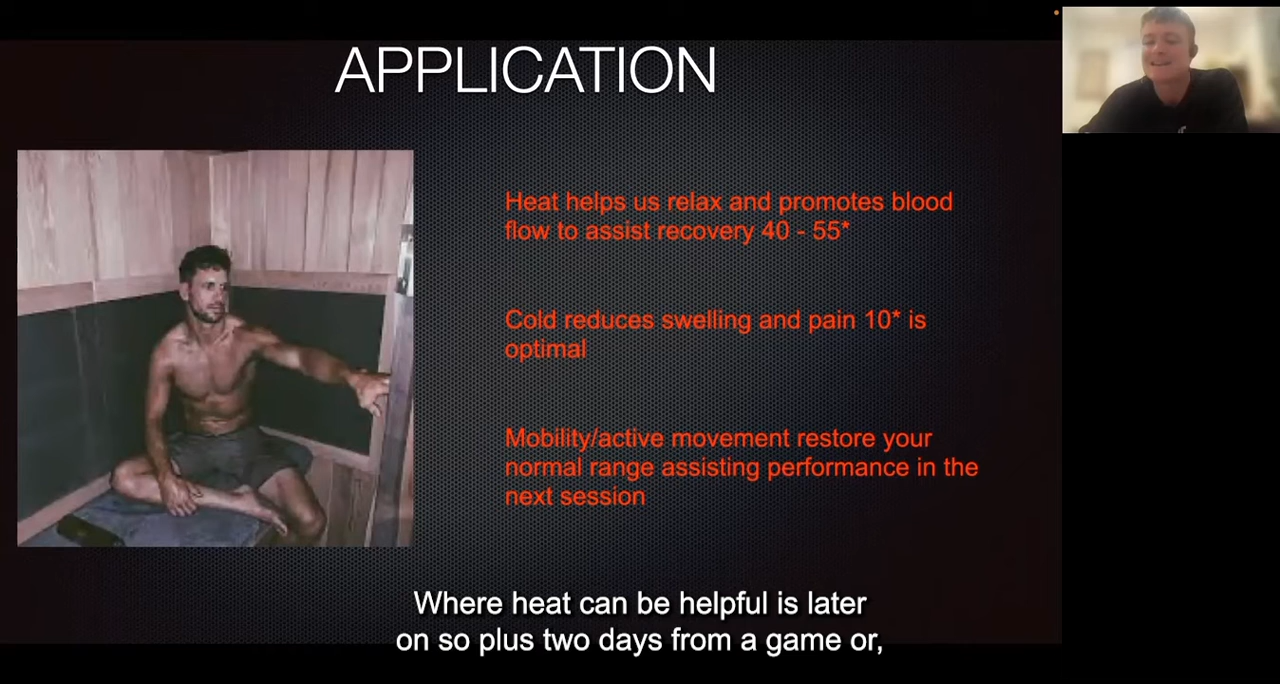 APPLICATION
Heat helps us relax and promotes blood
flow to assist recovery 40 - 55*
Cold reduces swelling and pain 10* is
optimal
Mobility/active movement restore your
normal range assisting performance in the
next session
Where heat can be helpful is later
on so plus two days from a game or,